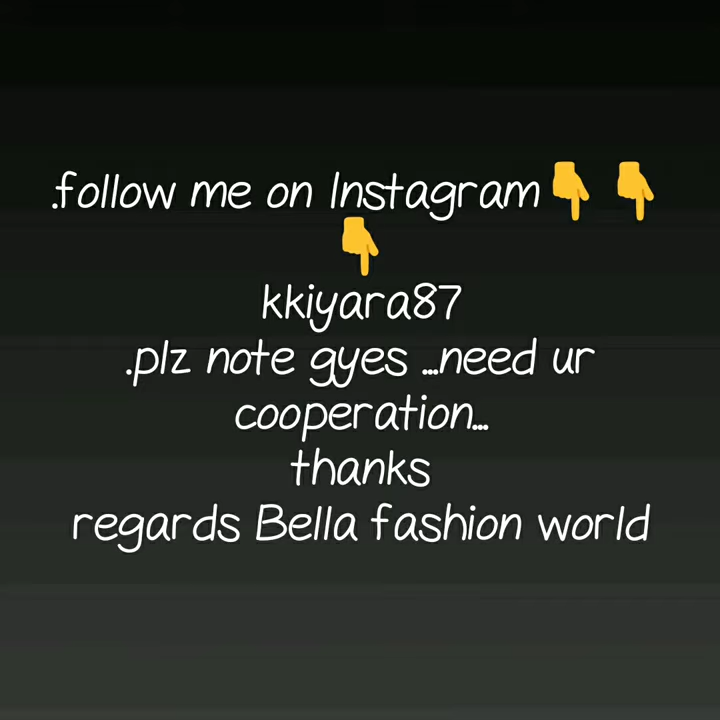 .follow me on Instagram👇👇
👇
kkiyara87
.plz note gyes ...need ur
cooperation...
thanks
regards Bella fashion world